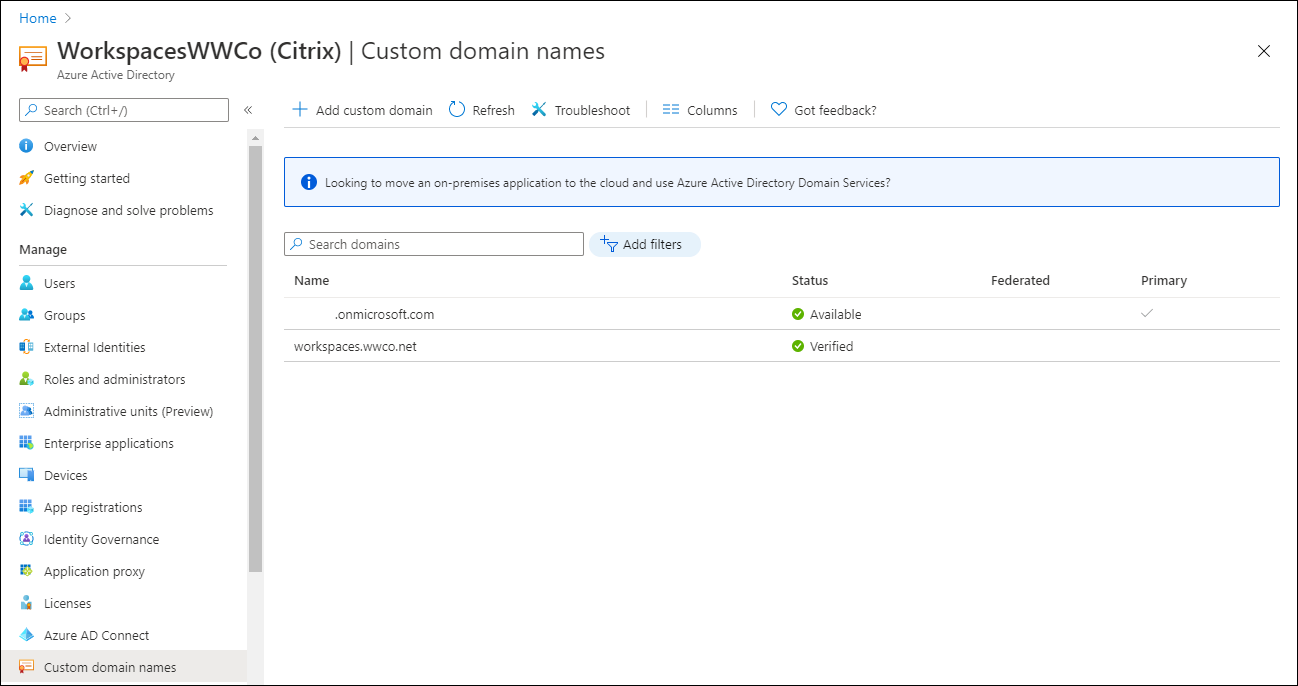 Home
WorkspacesWWCo (Citrix) | Custom domain names
Azure Active Directory
Search (Ctrl+/)
Overview
Getting started
Diagnose and solve problems
Manage
Users
Groups
External Identities
Roles and administrators
Administrative units (Preview)
Enterprise applications
Devices
App registrations
Identity Governance
Application proxy
Licenses
Azure AD Connect
Custom domain names
Add custom domain Refresh Troubleshoot Columns Got feedback?
Looking to move an on-premises application to the cloud and use Azure Active Directory Domain Services?
Search domains Add filters
Name Status Federated Primary
.onmicrosoft.com Available
workspaces.wwco.net Verified